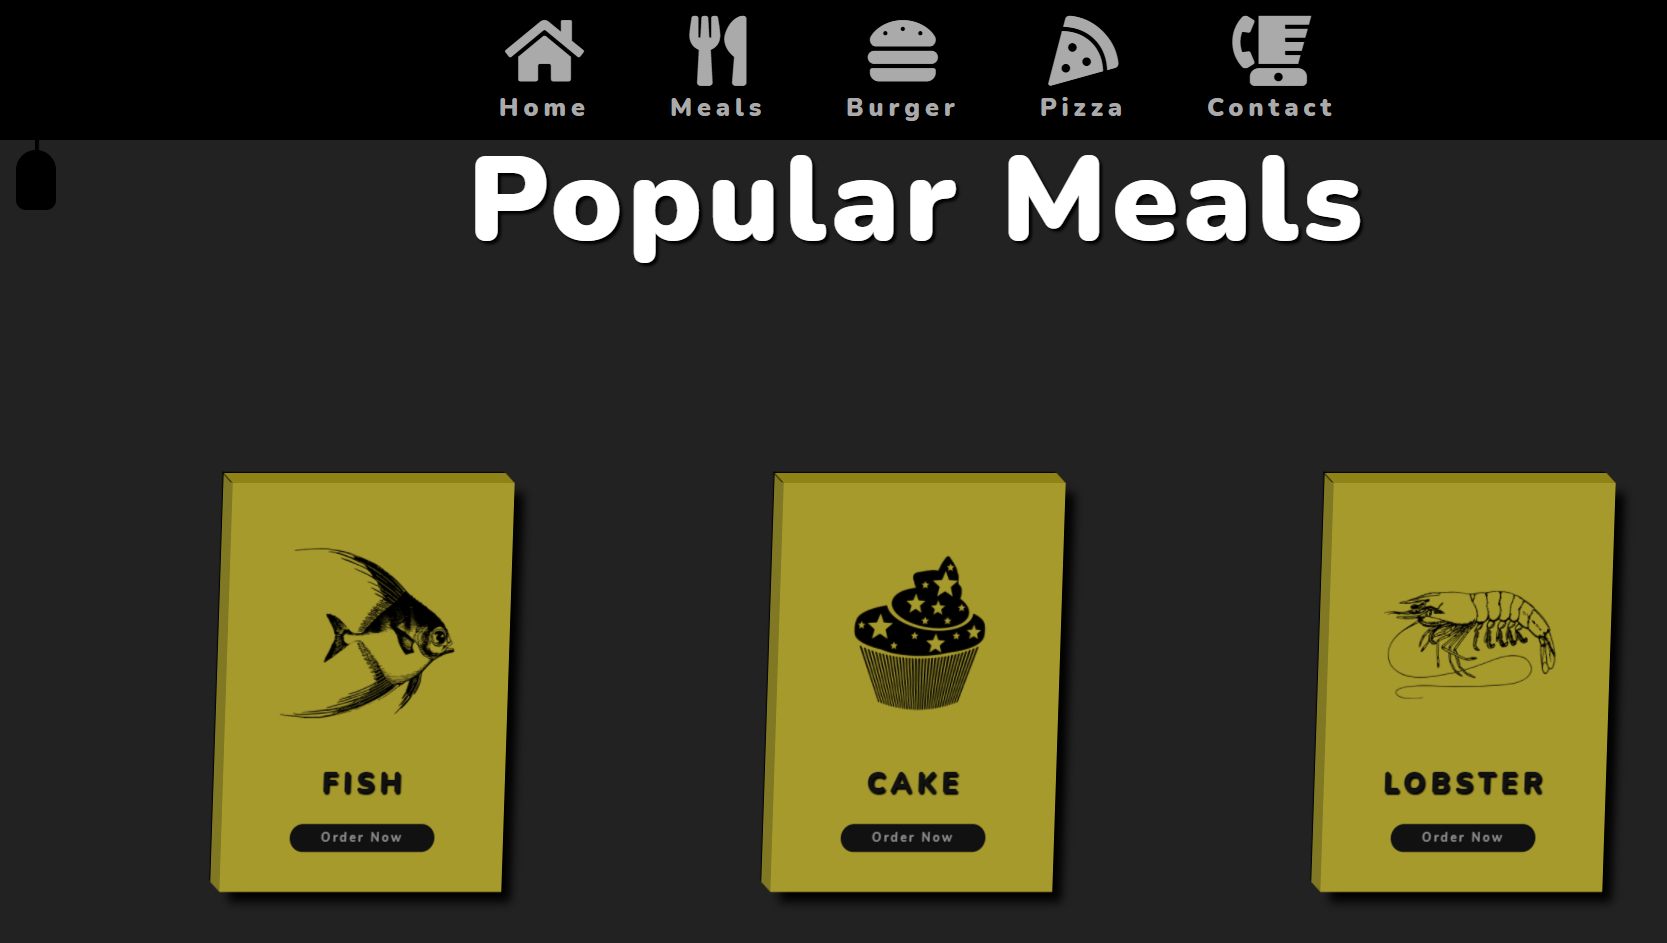 Home Meals Burger Pizza Contact
Popular Meals
FISH CAKE LOBSTER
Order Now Order Now Order Now